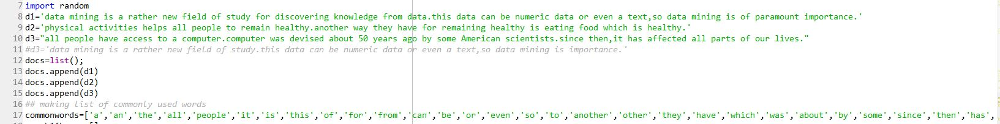 7 import random
8 d1='data mining is a rather new field of study for discovering knowledge from data.this data can be numeric data or even a text,so data mining is of paramount importance.'
9 d2='physical activities helps all people to remain healthy.another way they have for remaining healthy is eating food which is healthy.'
10 d3="all people have access to a computer.computer was devised about 50 years ago by some American scientists.since then,it has affected all parts of our lives."
11 #d3='data mining is a rather new field of study.this data can be numeric data or even a text,so data mining is importance.'
12 docs=list();
13 docs.append(d1)
14 docs.append(d2)
15 docs.append(d3)
16 ## making list of commonly used words
17 commonwords=['a','an','the','all','people','it','is','this','of','for','from','can','be','or','even','so','to','another','other','they','have','which','was','about','by','some','since','then','has',